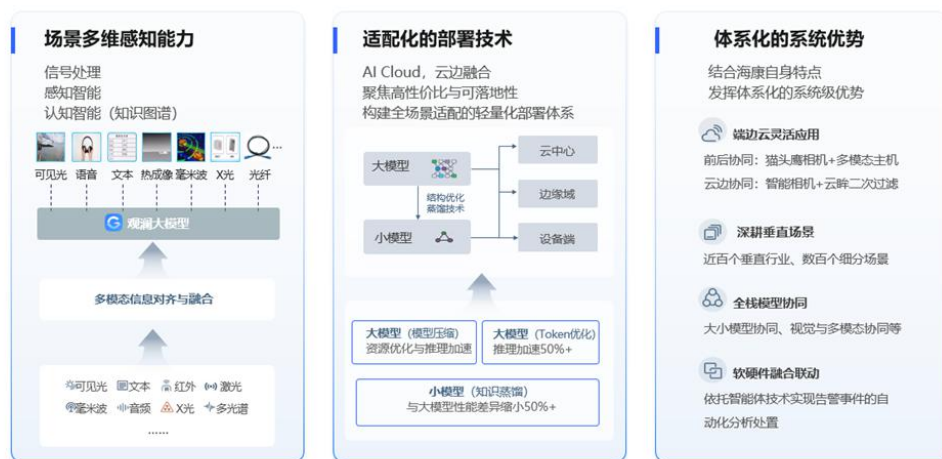 场景多维感知能力
信号处理
感知智能
认知智能（知识图谱）
可见光 语音 文本 热成像 毫米波 X光 光纤 ...
观澜大模型
多模态信息对齐与融合
可见光 文本 红外 激光
毫米波 音频 X光 多光谱
......
适配化的部署技术
AI Cloud，云边融合
聚焦高性价比与可落地性
构建全场景适配的轻量化部署体系
大模型
结构优化
蒸馏技术
小模型
云中心
边缘域
设备端
大模型（模型压缩）
资源优化与推理加速
大模型（Token优化）
推理加速50%+
小模型（知识蒸馏）
与大模型性能差异缩小50%+
体系化的系统优势
结合海康自身特点
发挥体系化的系统级优势
端边云灵活应用
前后协同：猫头鹰相机+多模态主机
云边协同：智能相机+云眸二次过滤
深耕垂直场景
近百个垂直行业、数百个细分场景
全栈模型协同
大小模型协同、视觉与多模态协同等
软硬件融合联动
依托智能体技术实现告警事件的自
动化分析处置